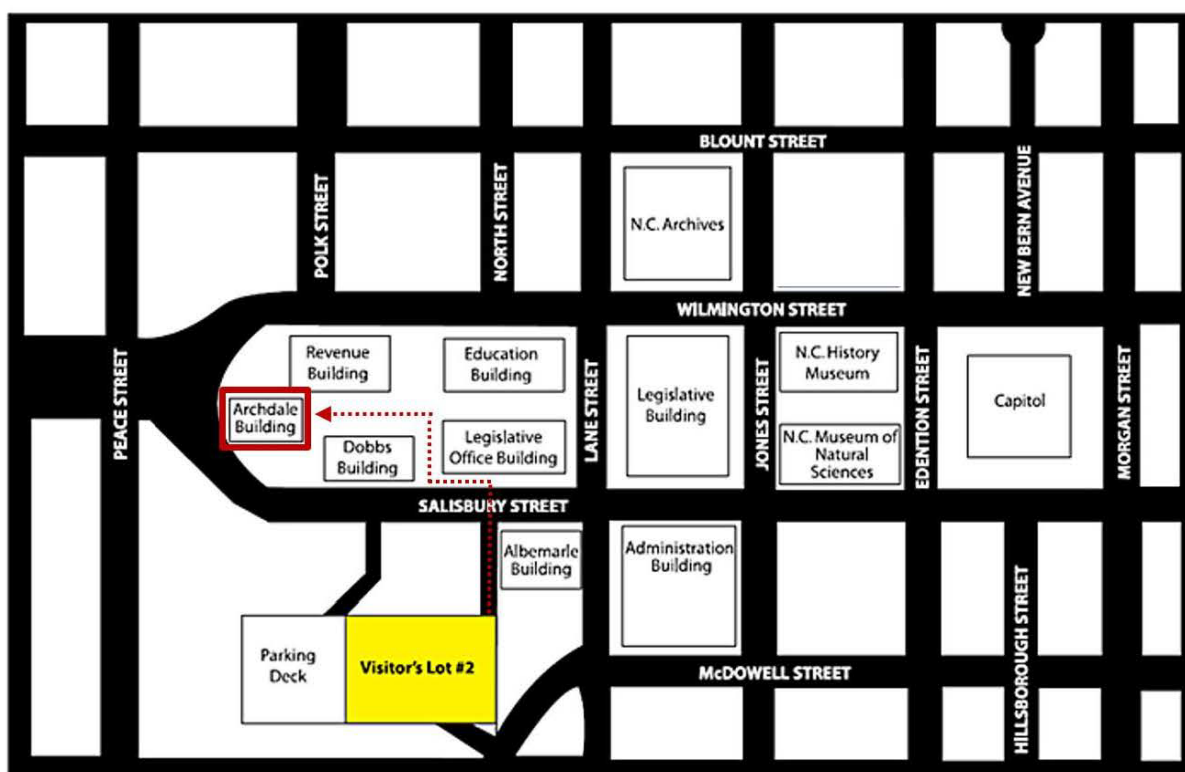 BLOUNT STREET
POLK STREET
NORTH STREET
N.C. Archives
NEW BERN AVENUE
WILMINGTON STREET
PEACE STREET
Revenue
Building
Education
Building
LANE STREET
Legislative
Building
JONES STREET
N.C. History
Museum
EDENTION STREET
Capitol
MORGAN STREET
Archdale
Building
Dobbs
Building
Legislative
Office Building
N.C. Museum of
Natural
Sciences
SALISBURY STREET
Albemarle
Building
Administration
Building
HILLSBOROUGH STREET
Parking
Deck
Visitor's Lot #2
McDOWELL STREET